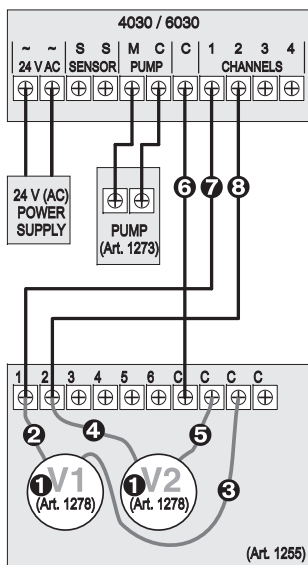 4030 / 6030
~ ~ S S M C C 1 2 3 4
24 V AC SENSOR PUMP CHANNELS
24 V (AC)
POWER
SUPPLY
PUMP
(Art. 1273)
6 7 8
1 2 3 4 5 6 C C C C
2 4 5
1 V1
(Art. 1278)
1 V2
(Art. 1278)
3
(Art. 1255)